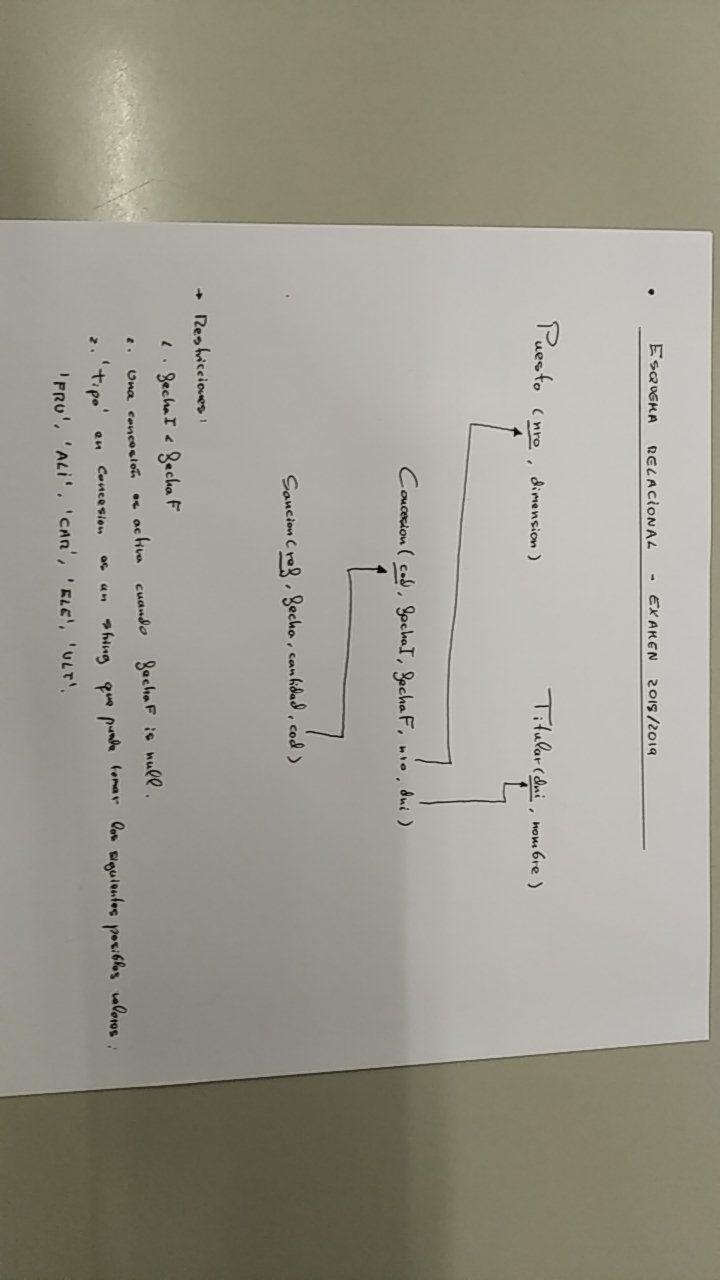 • ESQUEMA RELACIONAL - EXAMEN 2018/2019
Puesto (nro, dimension)
Titular (dni, nombre)
Concesion (cod, fechaI, fechaF, nro, dni)
Sancion (ref, fecha, cantidad, cod)
→ Restricciones:
1. fechaI < fechaF
2. Una concesión es activa cuando fechaF is null.
2. 'tipo' en concesion es un string que puede tomar los siguientes posibles valores:
'FRU', 'ALI', 'CAR', 'ELE', 'ULT'.